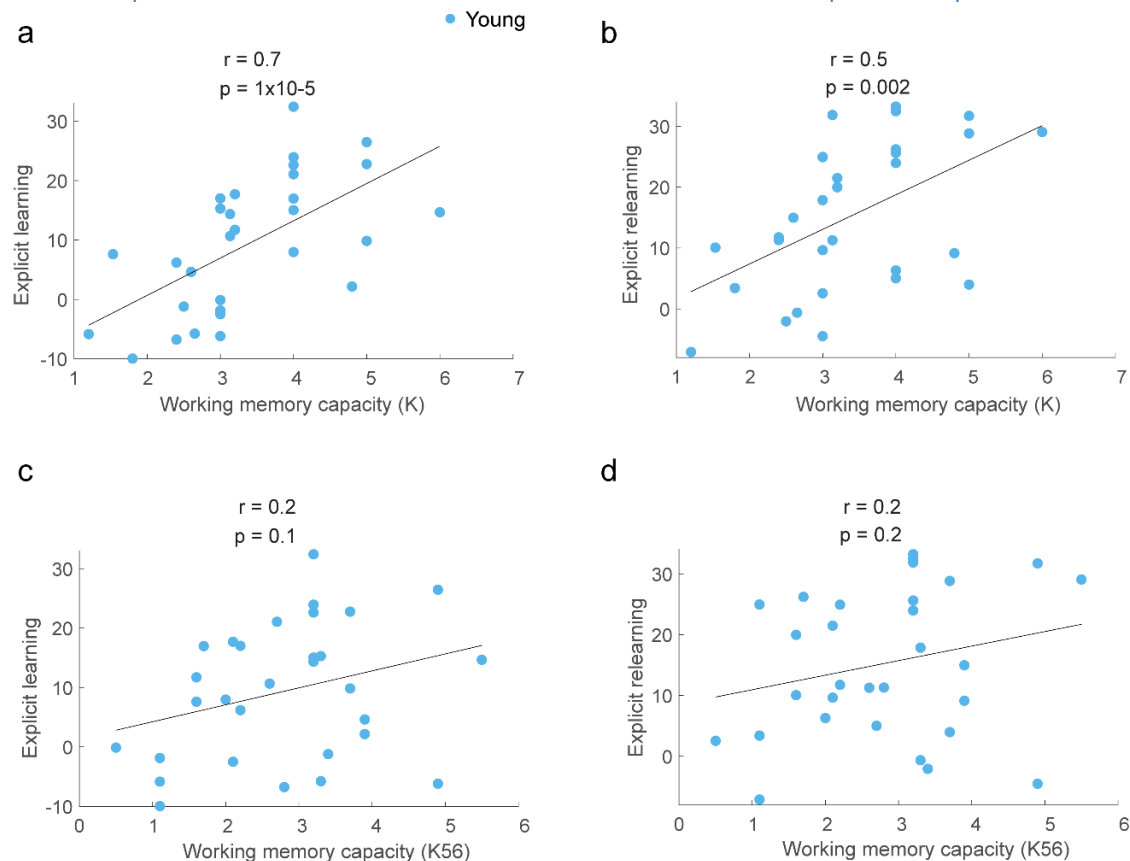 a
Young
b
r = 0.7
p = 1x10-5
r = 0.5
p = 0.002
Explicit learning
30
20
10
0
-10
1 2 3 4 5 6 7
Working memory capacity (K)
Explicit relearning
30
20
10
0
1 2 3 4 5 6 7
Working memory capacity (K)
c
d
r = 0.2
p = 0.1
r = 0.2
p = 0.2
Explicit learning
30
20
10
0
-10
0 1 2 3 4 5 6
Working memory capacity (K56)
Explicit relearning
30
20
10
0
0 1 2 3 4 5 6
Working memory capacity (K56)